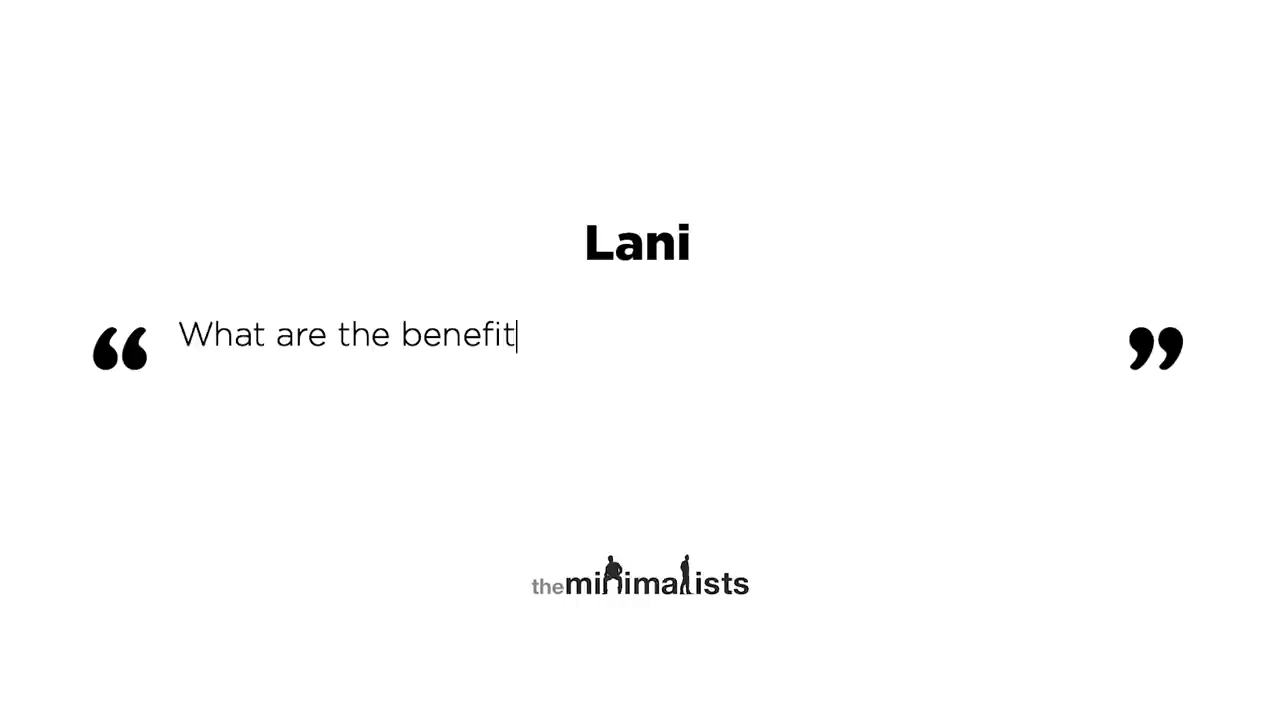 Lani
“ What are the benefit ”
theminimalists